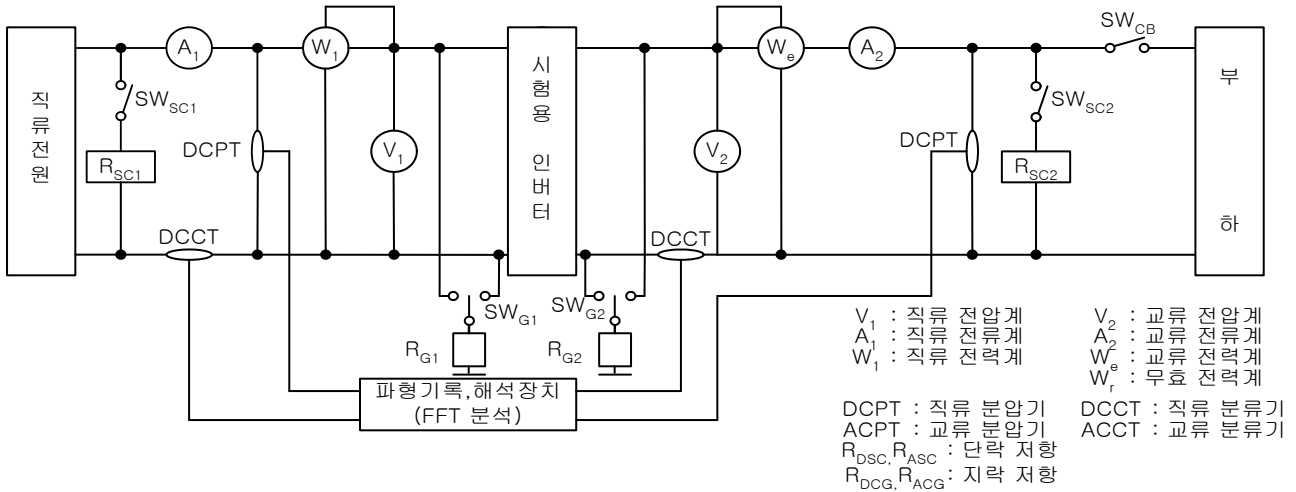 직류전원
A1
W1
SWSC1
RSC1
DCPT
V1
DCCT
시험용 인버터
We
A2
SWCB
V2
DCPT
SWSC2
RSC2
DCCT
부하
SWG1
SWG2
RG1
RG2
파형기록,해석장치
(FFT 분석)
V1 : 직류 전압계
A1 : 직류 전류계
W1 : 직류 전력계
V2 : 교류 전압계
A2 : 교류 전류계
We : 교류 전력계
Wr : 무효 전력계
DCPT : 직류 분압기
DCCT : 직류 분류기
ACPT : 교류 분압기
ACCT : 교류 분류기
RDSC, RASC : 단락 저항
RDCG, RACG : 지락 저항